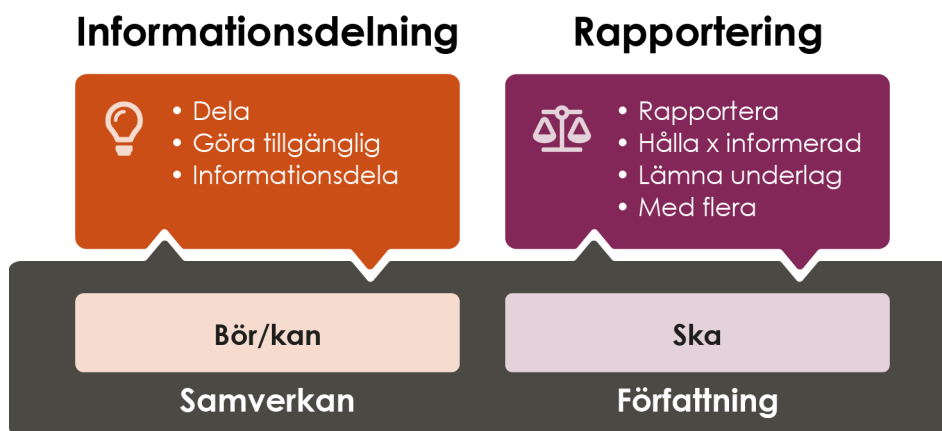 Informationsdelning
• Dela
• Göra tillgänglig
• Informationsdela
Bör/kan
Samverkan
Rapportering
• Rapportera
• Hålla x informerad
• Lämna underlag
• Med flera
Ska
Författning